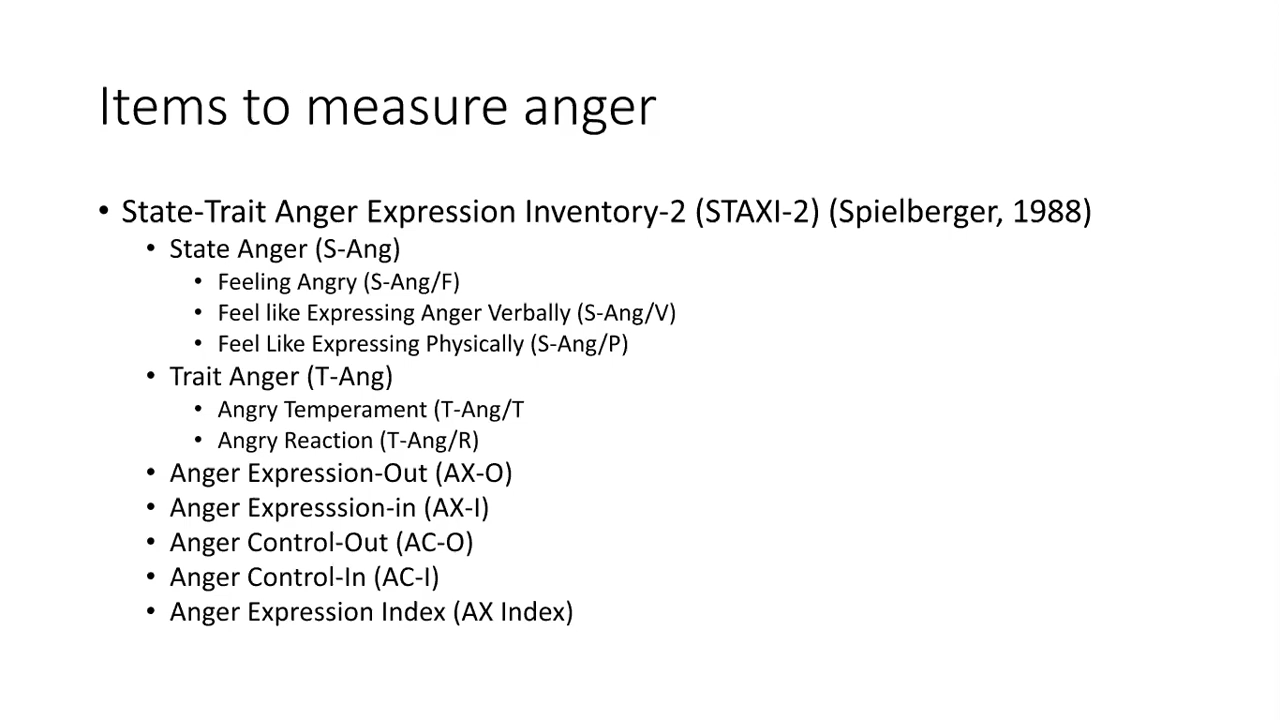 Items to measure anger
• State-Trait Anger Expression Inventory-2 (STAXI-2) (Spielberger, 1988)
• State Anger (S-Ang)
• Feeling Angry (S-Ang/F)
• Feel like Expressing Anger Verbally (S-Ang/V)
• Feel Like Expressing Physically (S-Ang/P)
• Trait Anger (T-Ang)
• Angry Temperament (T-Ang/T
• Angry Reaction (T-Ang/R)
• Anger Expression-Out (AX-O)
• Anger Expresssion-in (AX-I)
• Anger Control-Out (AC-O)
• Anger Control-In (AC-I)
• Anger Expression Index (AX Index)